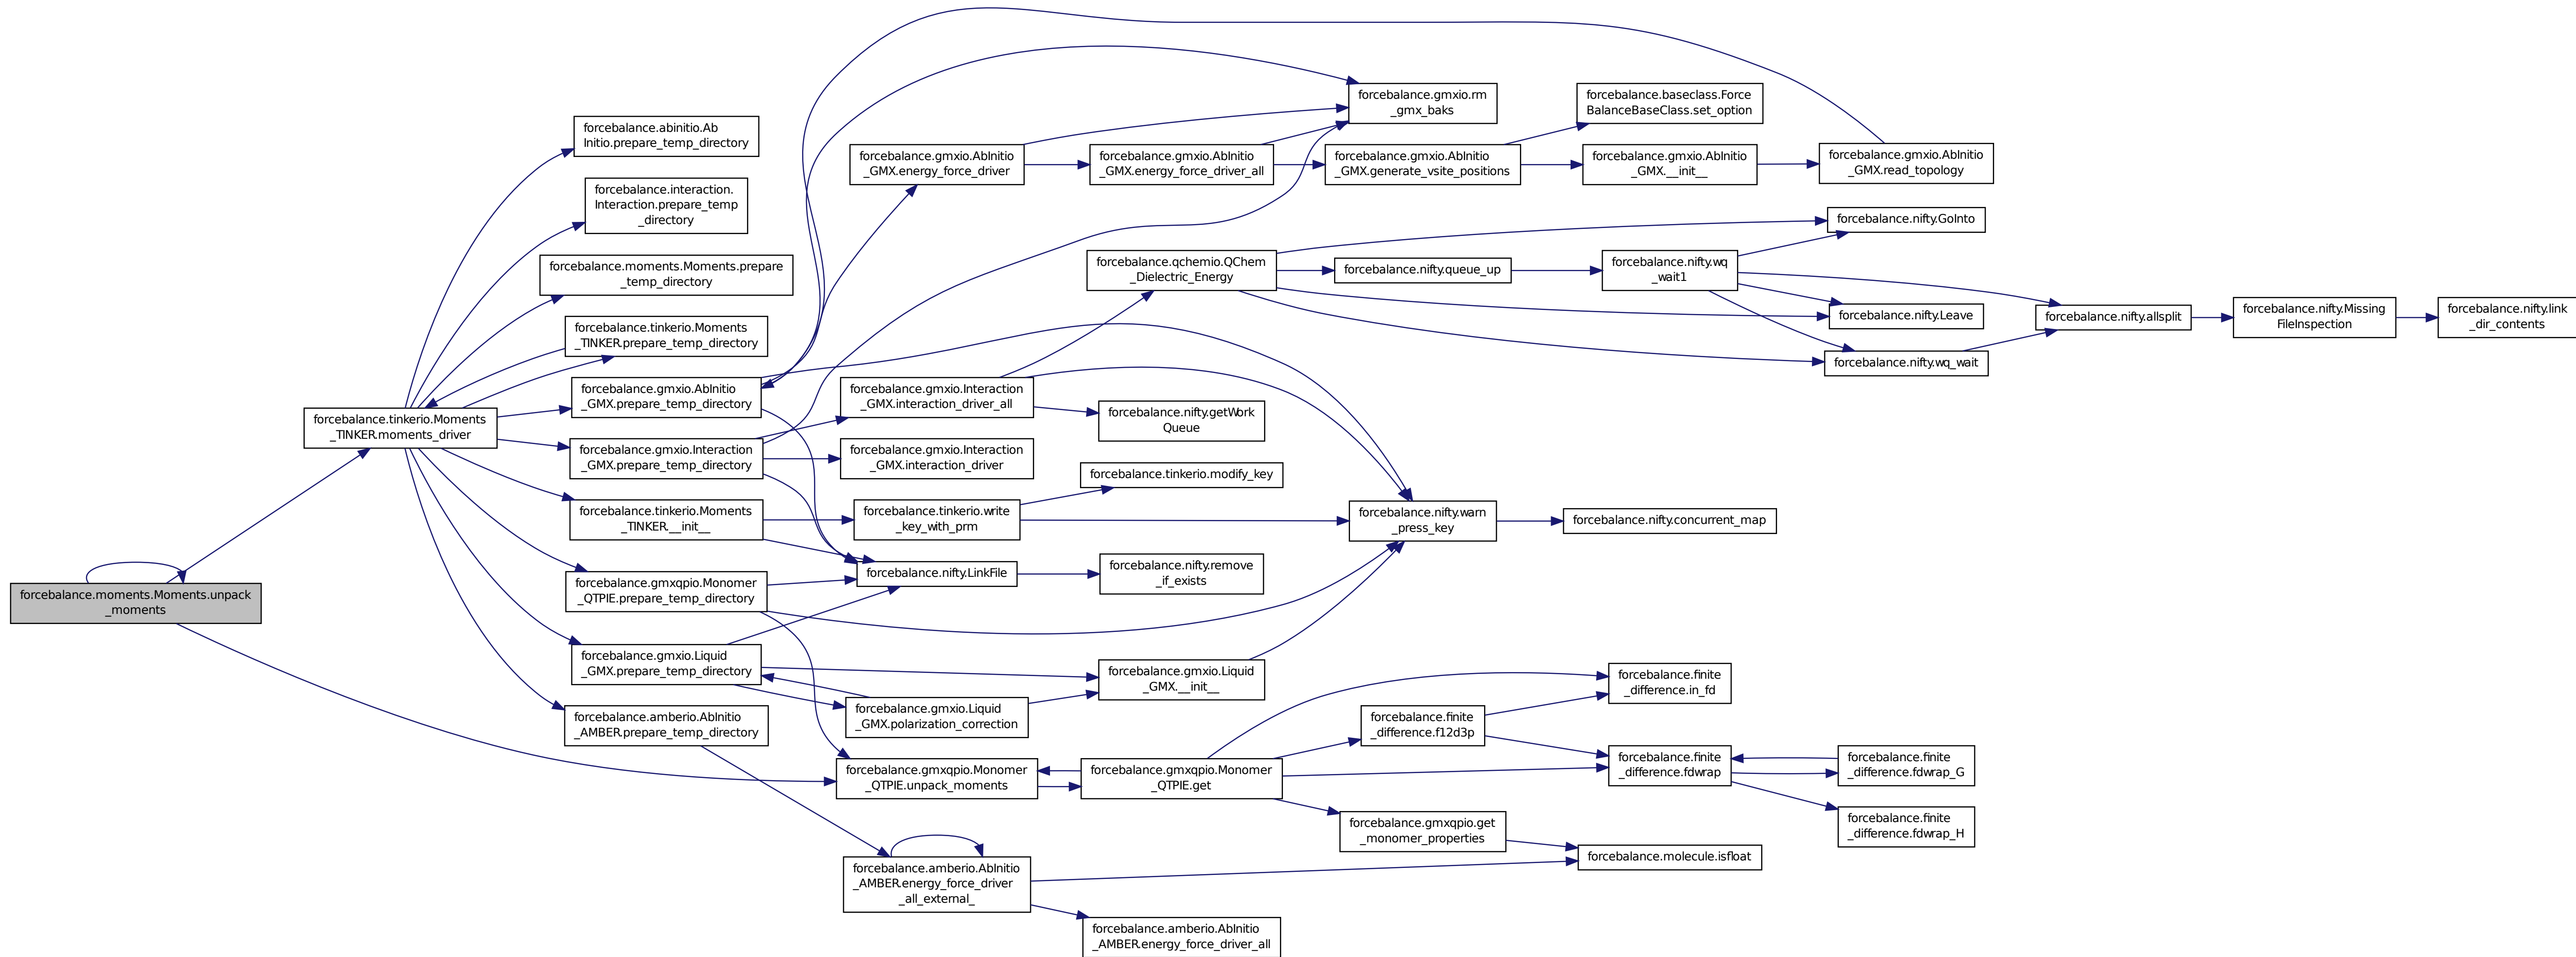 forcebalance.moments.Moments.unpack
_moments
forcebalance.tinkerio.Moments
_TINKER.moments_driver
forcebalance.abinitio.Ab
Initio.prepare_temp_directory
forcebalance.interaction.
Interaction.prepare_temp
_directory
forcebalance.moments.Moments.prepare
_temp_directory
forcebalance.tinkerio.Moments
_TINKER.prepare_temp_directory
forcebalance.gmxio.AbInitio
_GMX.prepare_temp_directory
forcebalance.gmxio.Interaction
_GMX.prepare_temp_directory
forcebalance.tinkerio.Moments
_TINKER.__init__
forcebalance.gmxqpio.Monomer
_QTPIE.prepare_temp_directory
forcebalance.gmxio.Liquid
_GMX.prepare_temp_directory
forcebalance.amberio.AbInitio
_AMBER.prepare_temp_directory
forcebalance.gmxio.AbInitio
_GMX.energy_force_driver
forcebalance.gmxio.Interaction
_GMX.interaction_driver_all
forcebalance.gmxio.Interaction
_GMX.interaction_driver
forcebalance.tinkerio.write
_key_with_prm
forcebalance.nifty.LinkFile
forcebalance.gmxio.Liquid
_GMX.polarization_correction
forcebalance.gmxqpio.Monomer
_QTPIE.unpack_moments
forcebalance.amberio.AbInitio
_AMBER.energy_force_driver
_all_external_
forcebalance.gmxio.AbInitio
_GMX.energy_force_driver_all
forcebalance.qchemio.QChem
_Dielectric_Energy
forcebalance.nifty.getWork
Queue
forcebalance.tinkerio.modify_key
forcebalance.nifty.remove
_if_exists
forcebalance.gmxio.Liquid
_GMX.__init__
forcebalance.gmxqpio.Monomer
_QTPIE.get
forcebalance.amberio.AbInitio
_AMBER.energy_force_driver_all
forcebalance.gmxio.rm
_gmx_baks
forcebalance.gmxio.AbInitio
_GMX.generate_vsite_positions
forcebalance.nifty.queue_up
forcebalance.nifty.warn
_press_key
forcebalance.finite
_difference.f12d3p
forcebalance.gmxqpio.get
_monomer_properties
forcebalance.baseclass.Force
BalanceBaseClass.set_option
forcebalance.gmxio.AbInitio
_GMX.__init__
forcebalance.nifty.wq
_wait1
forcebalance.nifty.concurrent_map
forcebalance.finite
_difference.in_fd
forcebalance.finite
_difference.fdwrap
forcebalance.molecule.isfloat
forcebalance.gmxio.AbInitio
_GMX.read_topology
forcebalance.nifty.GoInto
forcebalance.nifty.Leave
forcebalance.nifty.wq_wait
forcebalance.finite
_difference.fdwrap_G
forcebalance.finite
_difference.fdwrap_H
forcebalance.nifty.allsplit
forcebalance.nifty.Missing
FileInspection
forcebalance.nifty.link
_dir_contents